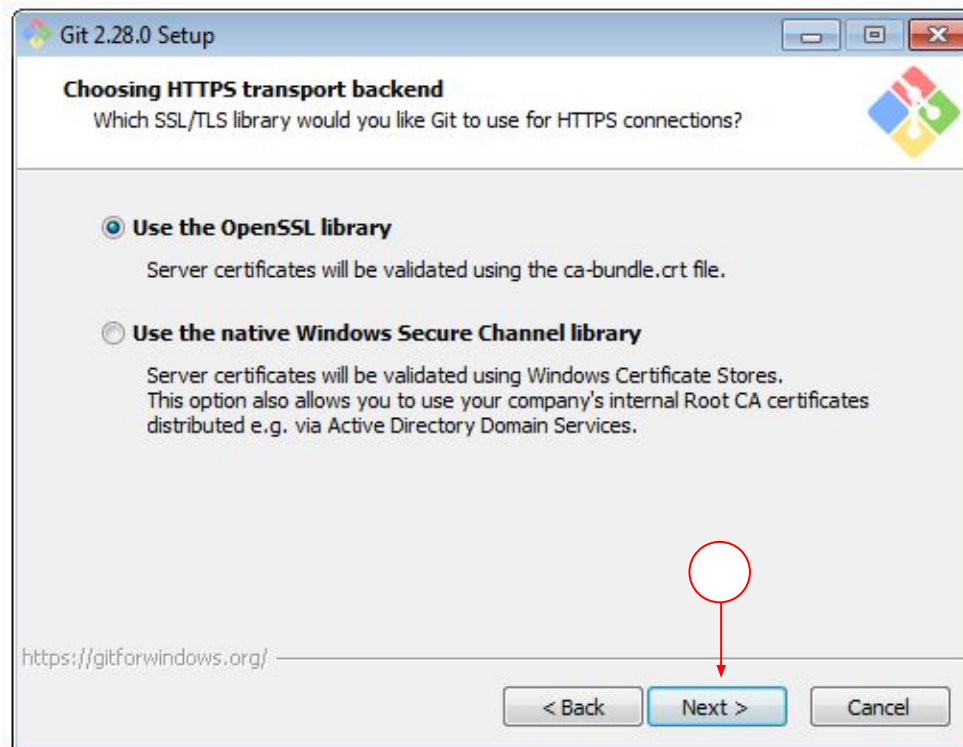 Git 2.28.0 Setup
Choosing HTTPS transport backend
Which SSL/TLS library would you like Git to use for HTTPS connections?
Use the OpenSSL library
Server certificates will be validated using the ca-bundle.crt file.
Use the native Windows Secure Channel library
Server certificates will be validated using Windows Certificate Stores.
This option also allows you to use your company's internal Root CA certificates
distributed e.g. via Active Directory Domain Services.
https://gitforwindows.org/
< Back
Next >
Cancel